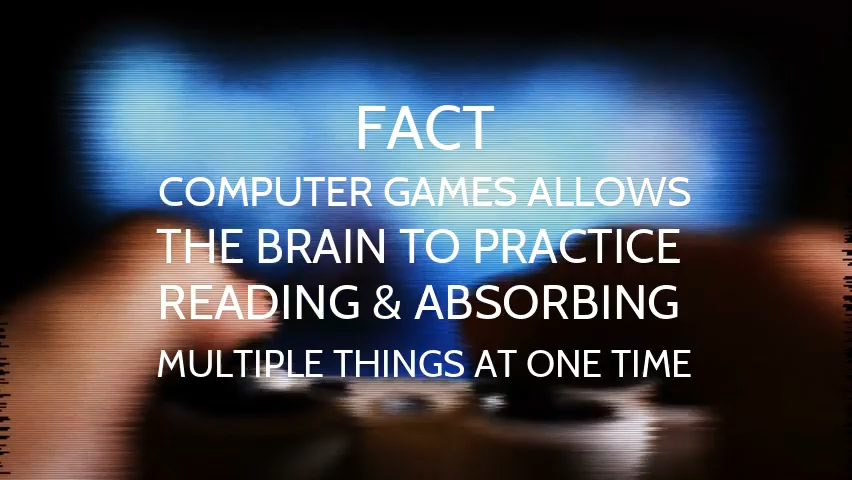 FACT
COMPUTER GAMES ALLOWS
THE BRAIN TO PRACTICE
READING & ABSORBING
MULTIPLE THINGS AT ONE TIME